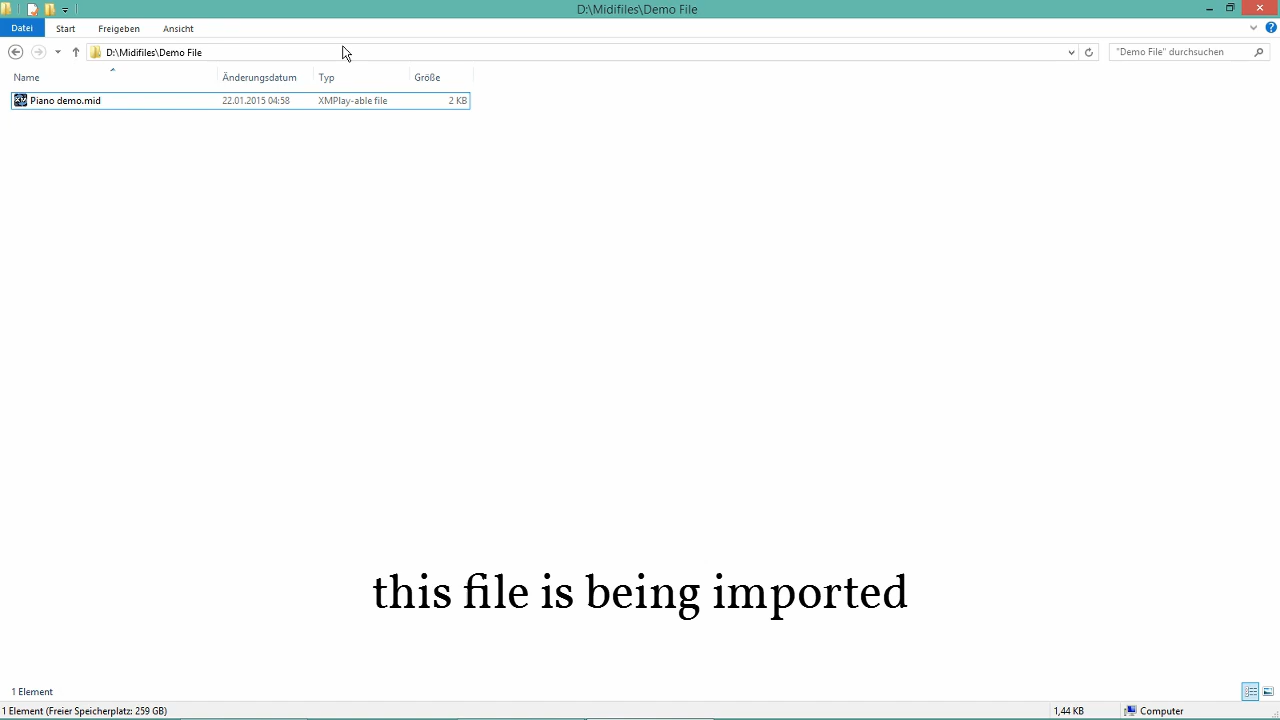 D:\Midifiles\Demo File
Datei Start Freigeben Ansicht
D:\Midifiles\Demo File "Demo File" durchsuchen
Name Änderungsdatum Typ Größe
Piano demo.mid 22.01.2015 04:58 XMPlay-able file 2 KB
this file is being imported
1 Element
1 Element (Freier Speicherplatz: 259 GB) 1,44 KB Computer